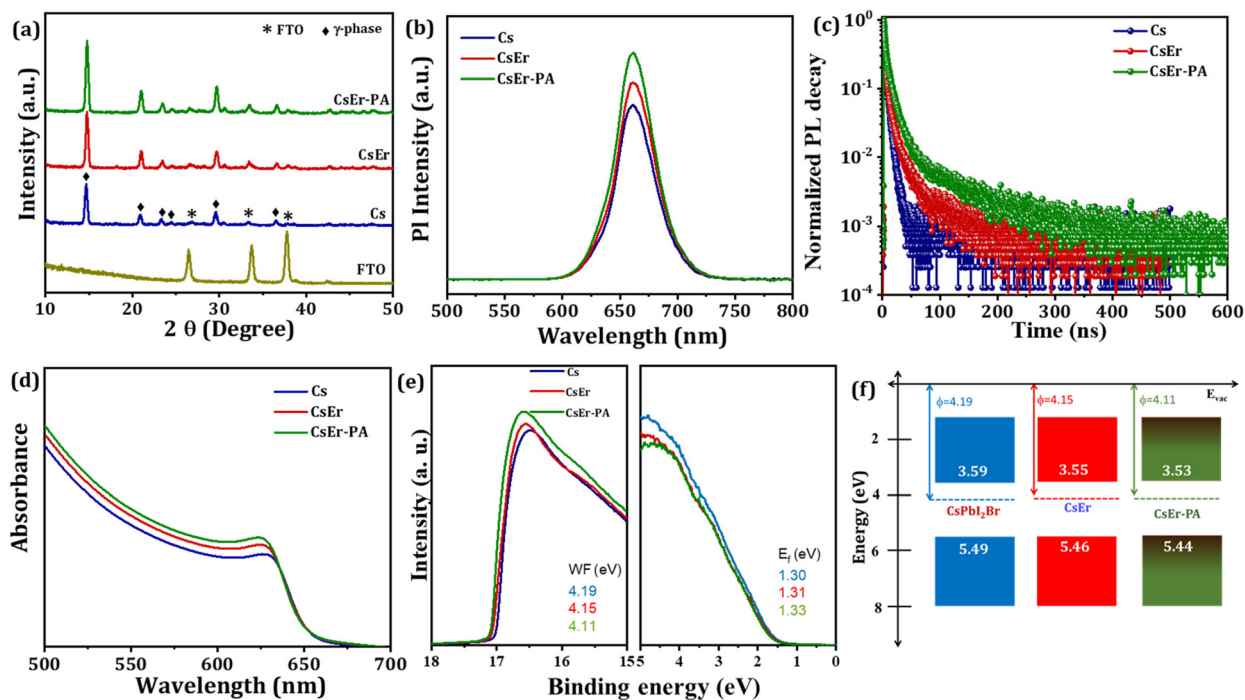 (a)
* FTO ♦ γ-phase
CsEr-PA
CsEr
Cs
FTO
Intensity (a.u.)
10 20 30 40 50
2 θ (Degree)
(b)
Cs
CsEr
CsEr-PA
PI Intensity (a.u.)
500 550 600 650 700 750 800
Wavelength (nm)
(c)
Cs
CsEr
CsEr-PA
Normalized PL decay
10⁰
10⁻¹
10⁻²
10⁻³
10⁻⁴
0 100 200 300 400 500 600
Time (ns)
(d)
Cs
CsEr
CsEr-PA
Absorbance
500 550 600 650 700
Wavelength (nm)
(e)
Cs
CsEr
CsEr-PA
Intensity (a. u.)
WF (eV)
4.19
4.15
4.11
E_f (eV)
1.30
1.31
1.33
18 17 16 15 5 4 3 2 1 0
Binding energy (eV)
(f)
ϕ=4.19 ϕ=4.15 ϕ=4.11 E_vac
3.59 3.55 3.53
CsPbI₂Br CsEr CsEr-PA
5.49 5.46 5.44
Energy (eV)
2
4
6
8